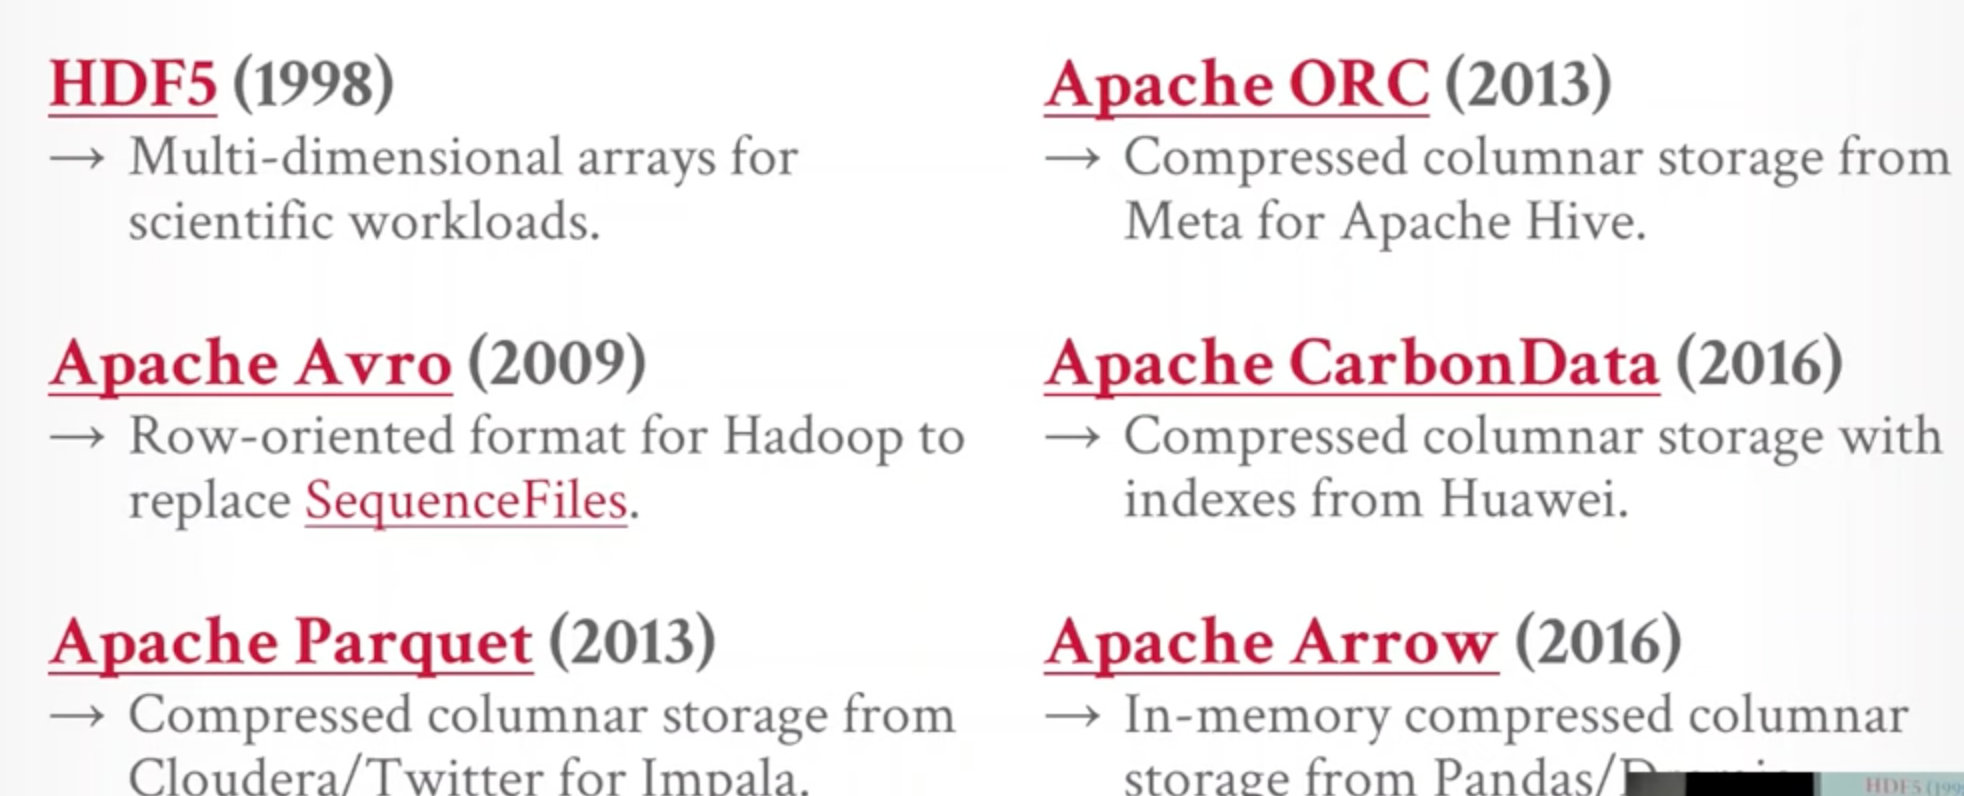 HDF5 (1998)
→ Multi-dimensional arrays for
scientific workloads.
Apache Avro (2009)
→ Row-oriented format for Hadoop to
replace SequenceFiles.
Apache Parquet (2013)
→ Compressed columnar storage from
Cloudera/Twitter for Impala.
Apache ORC (2013)
→ Compressed columnar storage from
Meta for Apache Hive.
Apache CarbonData (2016)
→ Compressed columnar storage with
indexes from Huawei.
Apache Arrow (2016)
→ In-memory compressed columnar
storage from Pandas/
HDF5